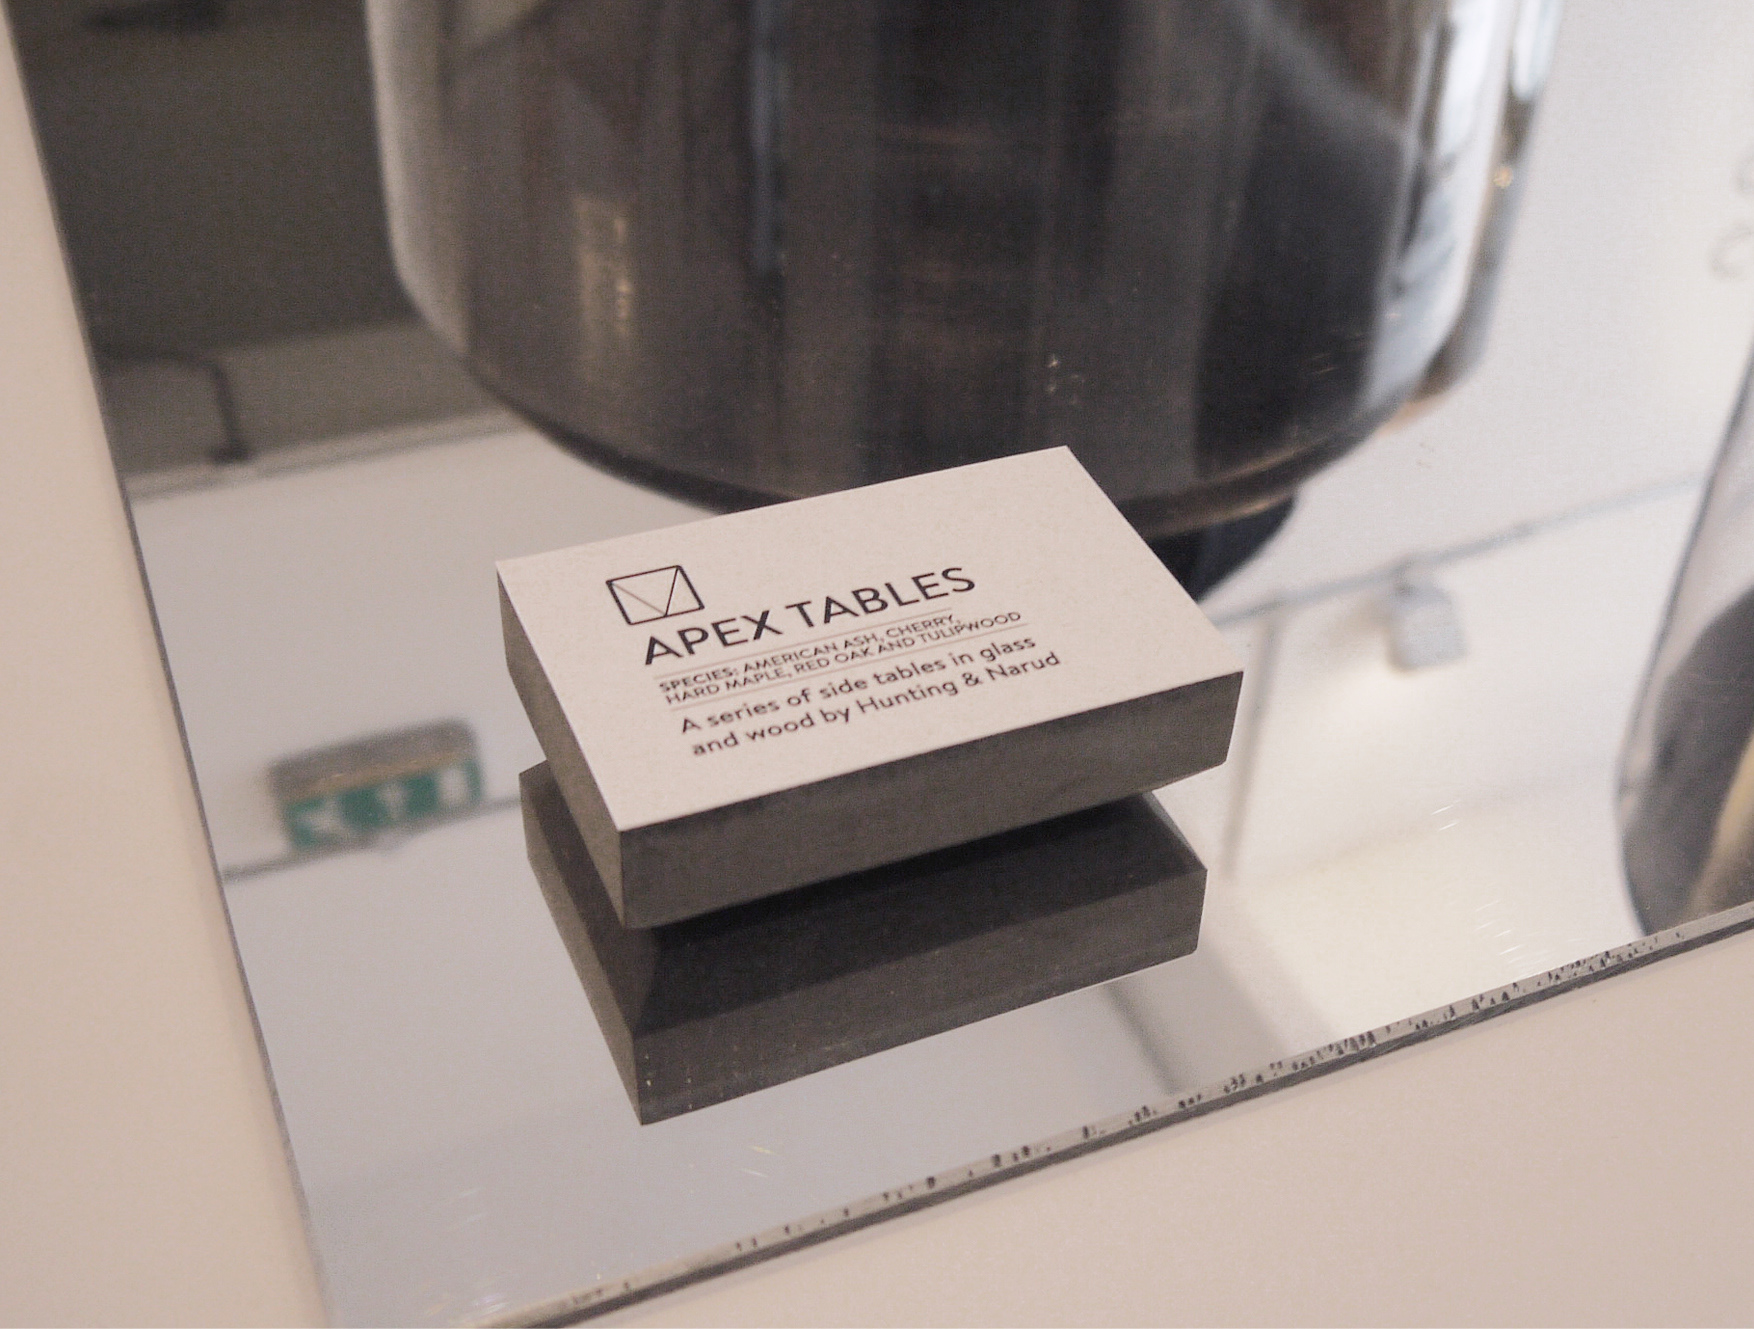 APEX TABLES
SPECIES: AMERICAN ASH, CHERRY,
HARD MAPLE, RED OAK AND TULIPWOOD
A series of side tables in glass
and wood by Hunting & Narud